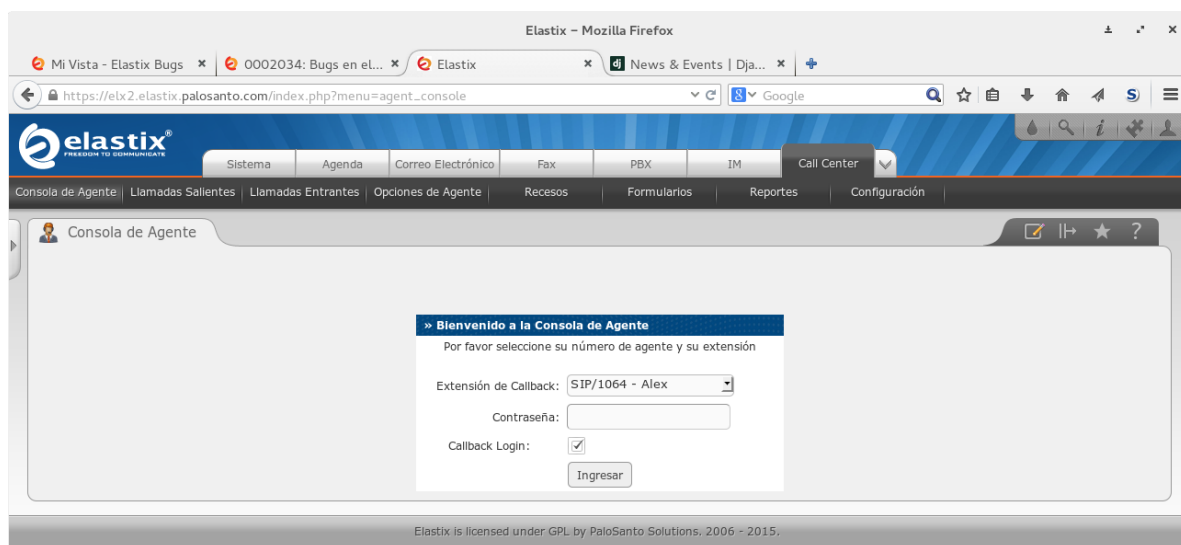 Elastix – Mozilla Firefox
Mi Vista - Elastix Bugs
0002034: Bugs en el...
Elastix
dj News & Events | Dja...
https://elx2.elastix.palosanto.com/index.php?menu=agent_console
8 Google
elastix®
FREEDOM TO COMMUNICATE
Sistema
Agenda
Correo Electrónico
Fax
PBX
IM
Call Center
Consola de Agente
Llamadas Salientes
Llamadas Entrantes
Opciones de Agente
Recesos
Formularios
Reportes
Configuración
Consola de Agente
» Bienvenido a la Consola de Agente
Por favor seleccione su número de agente y su extensión
Extensión de Callback: SIP/1064 - Alex
Contraseña:
Callback Login:
Ingresar
Elastix is licensed under GPL by PaloSanto Solutions. 2006 - 2015.